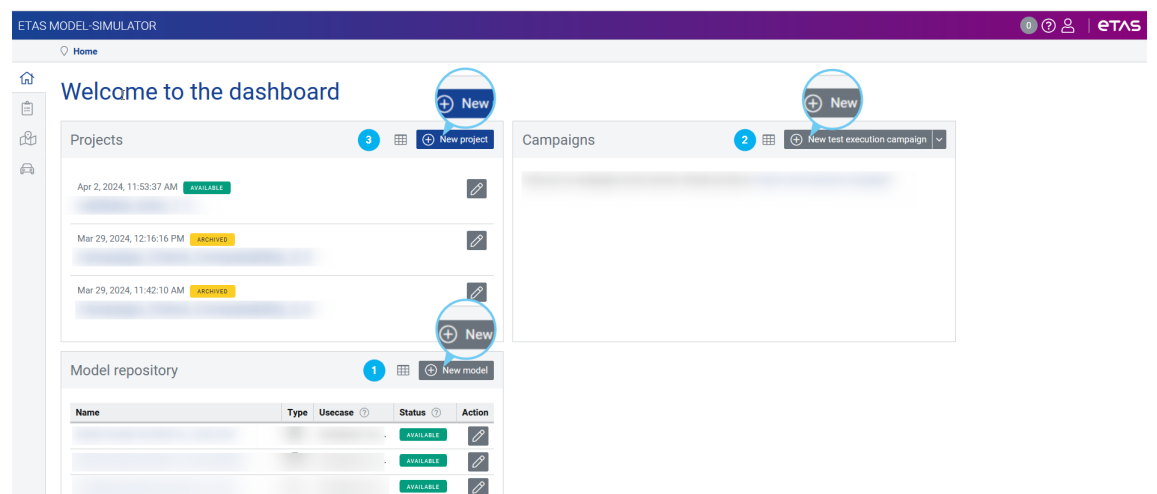 ETAS MODEL-SIMULATOR
0
eTAS
Home
Welcome to the dashboard
New
New
Projects
3
New project
Campaigns
2
New test execution campaign
Apr 2, 2024, 11:53:37 AM AVAILABLE
Mar 29, 2024, 12:16:16 PM ARCHIVED
Mar 29, 2024, 11:42:10 AM ARCHIVED
New
Model repository
1
New model
Name Type Usecase Status Action
AVAILABLE
AVAILABLE
AVAILABLE